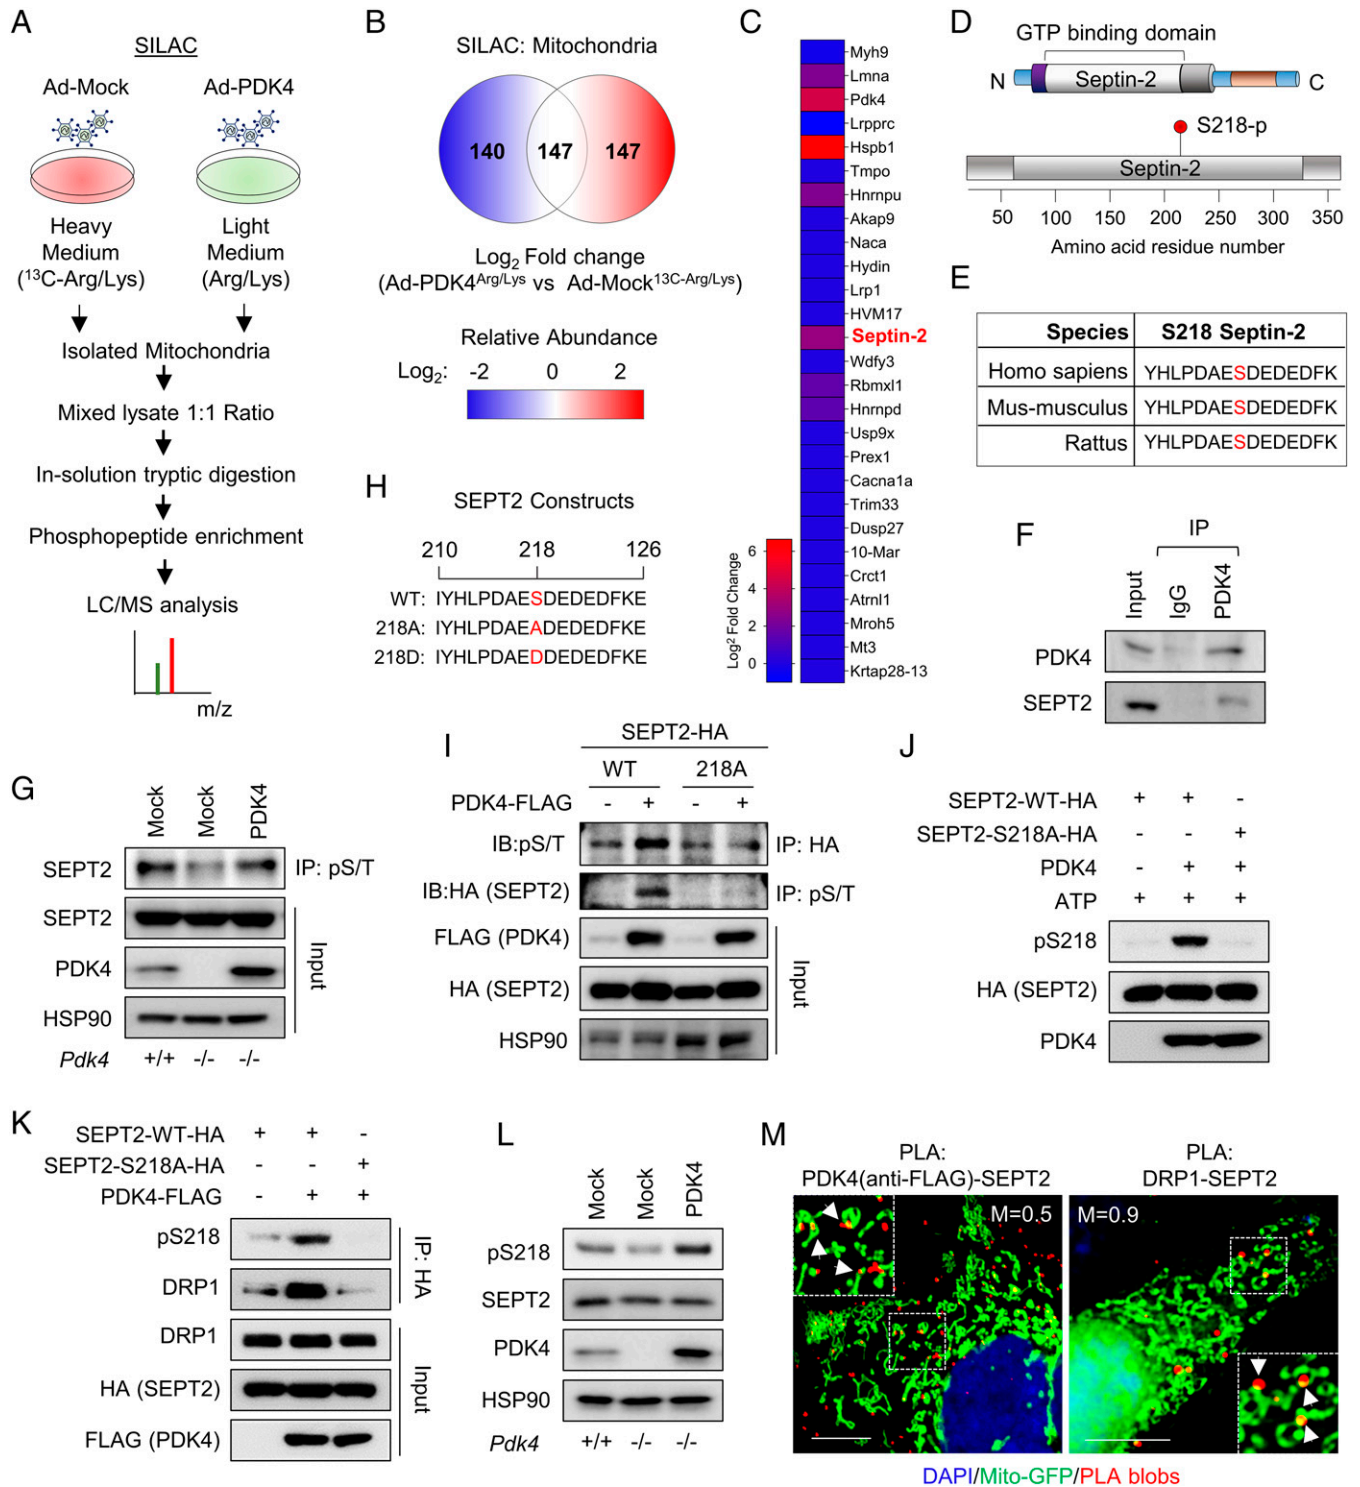 A
SILAC
Ad-Mock
Ad-PDK4
Heavy
Medium
(¹³C-Arg/Lys)
Light
Medium
(Arg/Lys)
Isolated Mitochondria
Mixed lysate 1:1 Ratio
In-solution tryptic digestion
Phosphopeptide enrichment
LC/MS analysis
m/z
B
SILAC: Mitochondria
140 147 147
Log₂ Fold change
(Ad-PDK4^Arg/Lys vs Ad-Mock^13C-Arg/Lys)
Relative Abundance
Log₂: -2 0 2
C
Myh9
Lmna
Pdk4
Lrpprc
Hspb1
Tmpo
Hnrnpu
Akap9
Naca
Hydin
Lrp1
HVM17
Septin-2
Wdfy3
Rbmxl1
Hnrnpd
Usp9x
Prex1
Cacna1a
Trim33
Dusp27
10-Mar
Crct1
Atrnl1
Mroh5
Mt3
Krtap28-13
6
4
2
0
Log² Fold Change
D
GTP binding domain
N Septin-2 C
S218-p
Septin-2
50 100 150 200 250 300 350
Amino acid residue number
E
Species S218 Septin-2
Homo sapiens YHLPDAESDEDEDFK
Mus-musculus YHLPDAESDEDEDFK
Rattus YHLPDAESDEDEDFK
F
IP
Input IgG PDK4
PDK4
SEPT2
G
Mock Mock PDK4
SEPT2 IP: pS/T
SEPT2
PDK4
HSP90
Input
Pdk4 +/+ -/- -/-
H
SEPT2 Constructs
210 218 126
WT: IYHLPDAESDEDEDFKE
218A: IYHLPDAEADEDEDFKE
218D: IYHLPDAEDDEDEDFKE
I
SEPT2-HA
WT 218A
PDK4-FLAG - + - +
IB:pS/T IP: HA
IB:HA (SEPT2) IP: pS/T
FLAG (PDK4)
HA (SEPT2)
HSP90
Input
J
SEPT2-WT-HA + + -
SEPT2-S218A-HA - - +
PDK4 - + +
ATP + + +
pS218
HA (SEPT2)
PDK4
K
SEPT2-WT-HA + + -
SEPT2-S218A-HA - - +
PDK4-FLAG - + +
pS218
DRP1
IP: HA
DRP1
HA (SEPT2)
FLAG (PDK4)
Input
L
Mock Mock PDK4
pS218
SEPT2
PDK4
HSP90
Pdk4 +/+ -/- -/-
M
PLA:
PDK4(anti-FLAG)-SEPT2
PLA:
DRP1-SEPT2
M=0.5
M=0.9
DAPI/Mito-GFP/PLA blobs